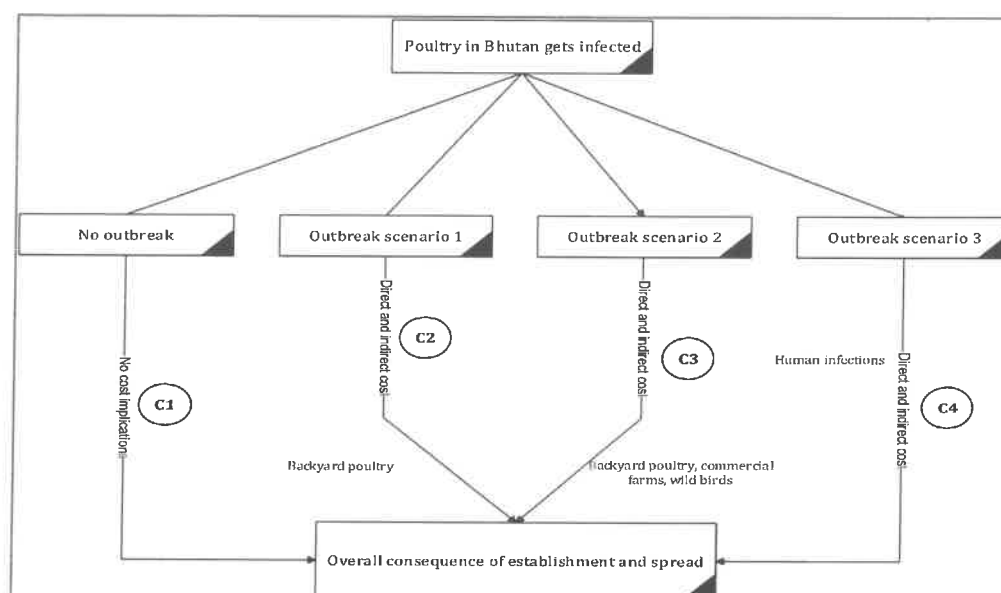 Poultry in Bhutan gets infected
No outbreak
Outbreak scenario 1
Outbreak scenario 2
Outbreak scenario 3
No cost implication
C1
Direct and indirect cost
C2
Direct and indirect cost
C3
Human infections
Direct and indirect cost
C4
Backyard poultry
Backyard poultry, commercial
farms, wild birds
Overall consequence of establishment and spread